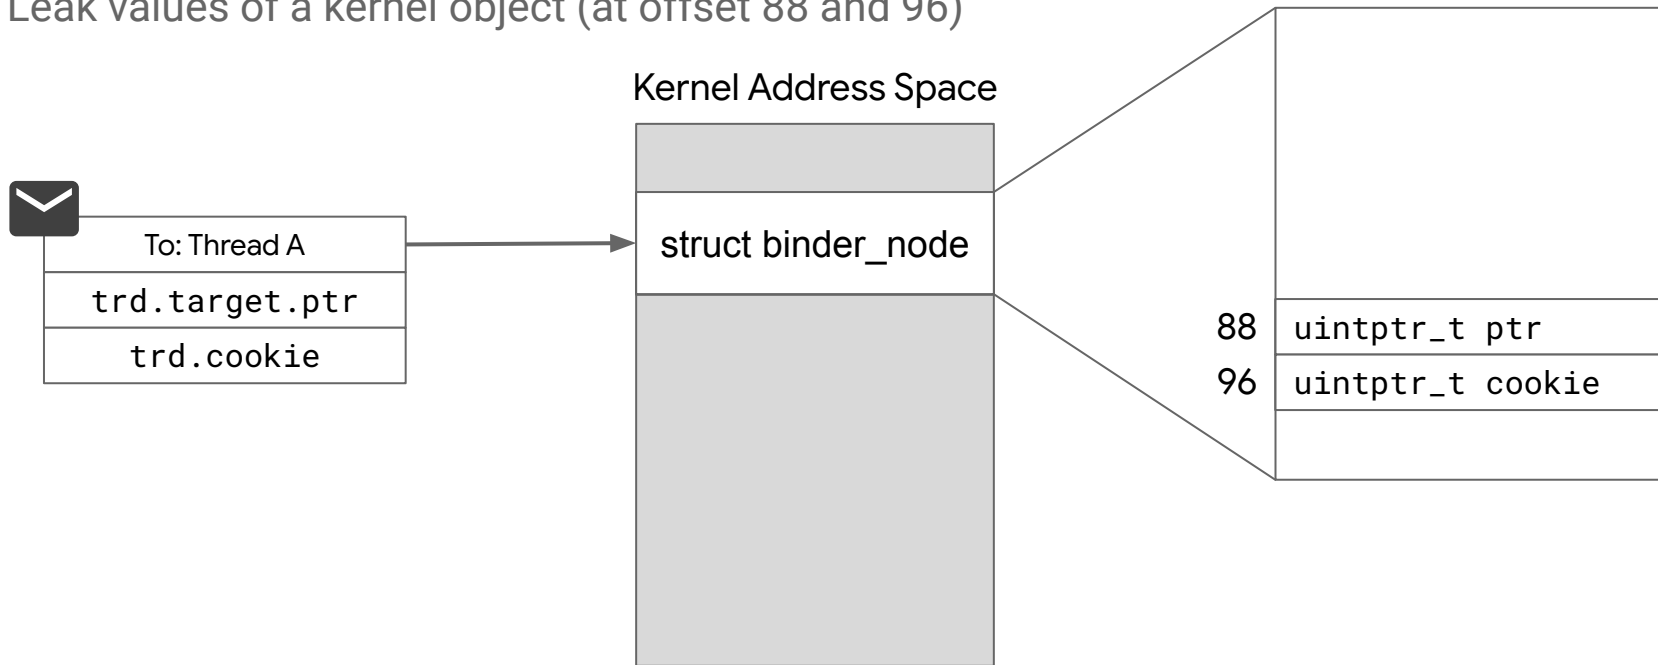 Leak values of a kernel object (at offset 88 and 96)
Kernel Address Space
To: Thread A
trd.target.ptr
trd.cookie
struct binder_node
88 uintptr_t ptr
96 uintptr_t cookie